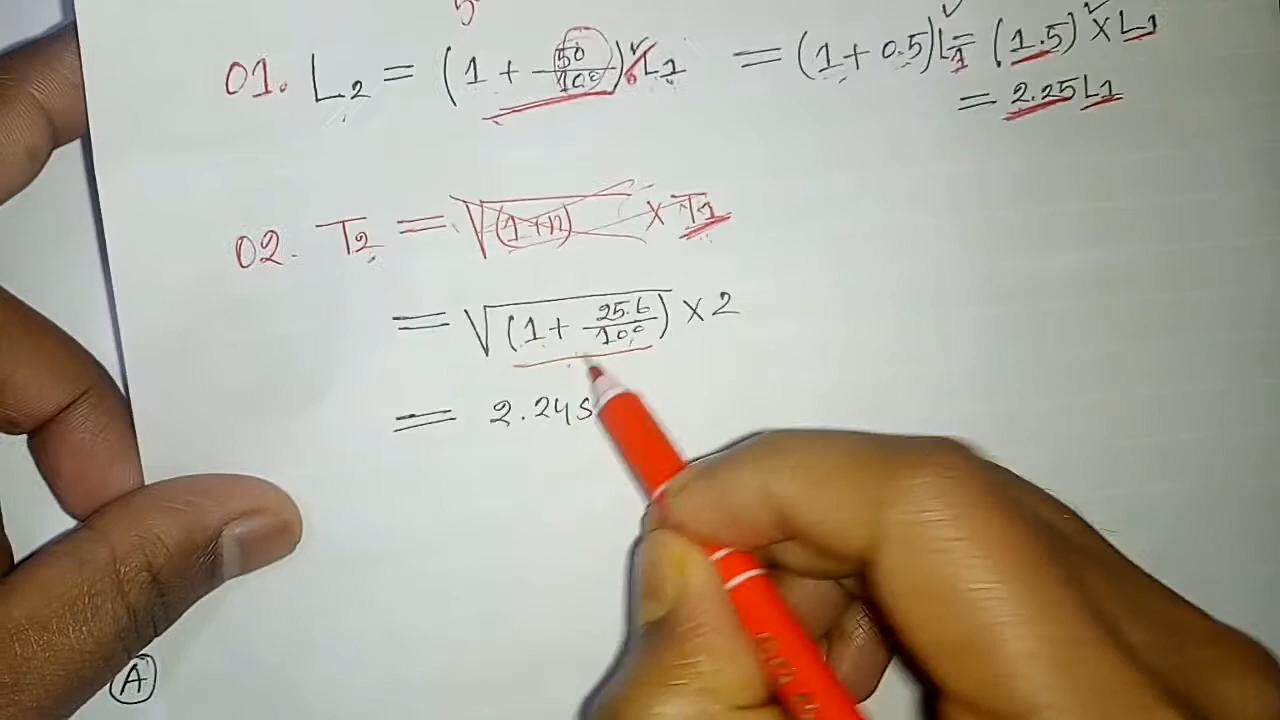 01. L₂ = (1 + 50/100)² L₁ = (1 + 0.5)² L₁ = (1.5)² × L₁
= 2.25 L₁
02. T₂ = √(1+n) × T₁
= √(1 + 25.6/100) × 2
= 2.24s
A